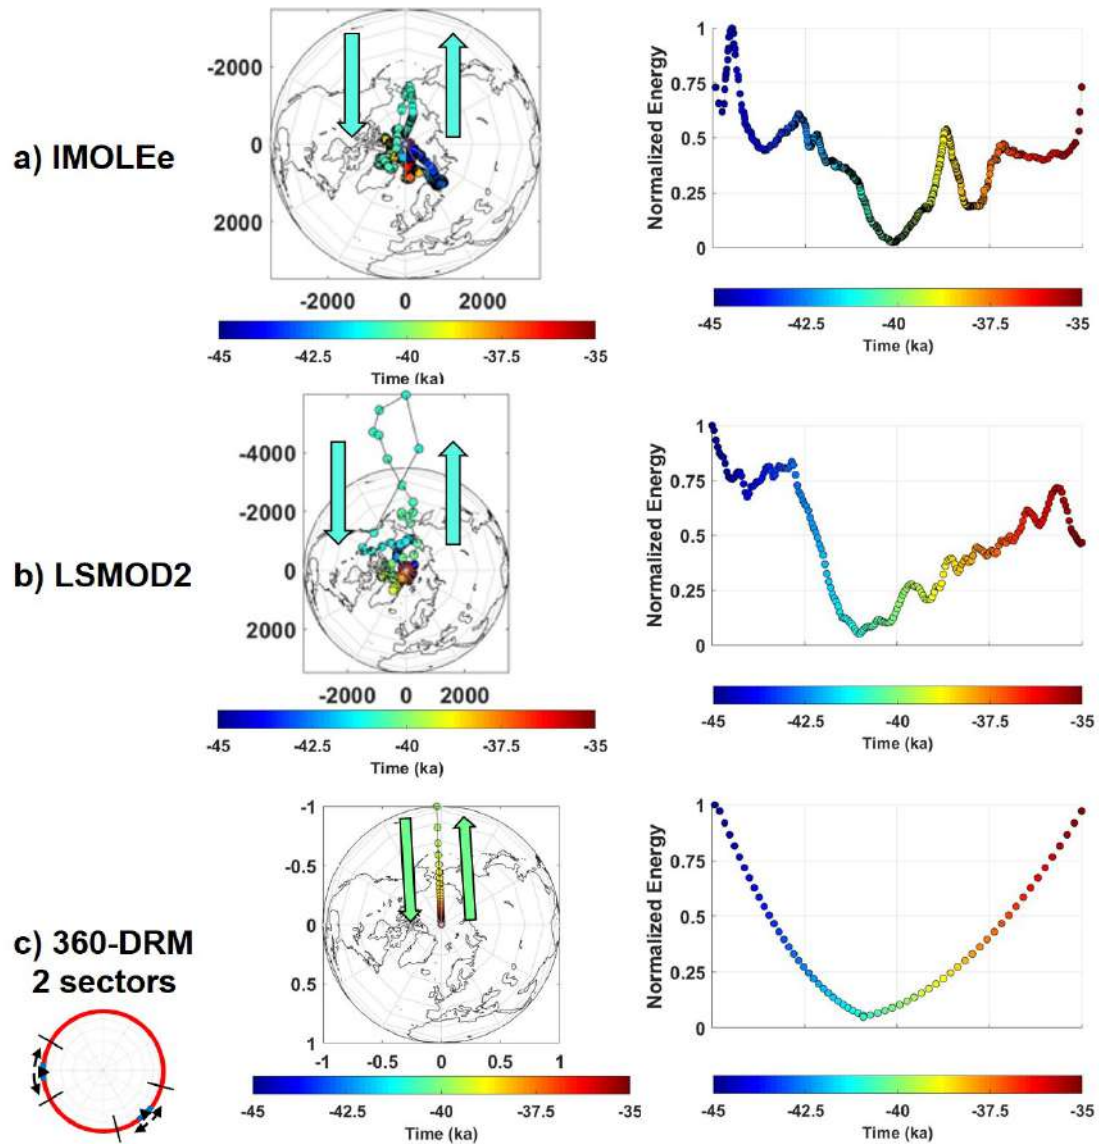 a) IMOLEe
-2000
0
2000
-2000 0 2000
-45 -42.5 -40 -37.5 -35
Time (ka)
Normalized Energy
1
0.75
0.5
0.25
0
-45 -42.5 -40 -37.5 -35
Time (ka)
b) LSMOD2
-4000
-2000
0
2000
-2000 0 2000
-45 -42.5 -40 -37.5 -35
Time (ka)
Normalized Energy
1
0.75
0.5
0.25
0
-45 -42.5 -40 -37.5 -35
Time (ka)
c) 360-DRM
2 sectors
-1
-0.5
0
0.5
1
-1 -0.5 0 0.5 1
-45 -42.5 -40 -37.5 -35
Time (ka)
Normalized Energy
1
0.75
0.5
0.25
0
-45 -42.5 -40 -37.5 -35
Time (ka)